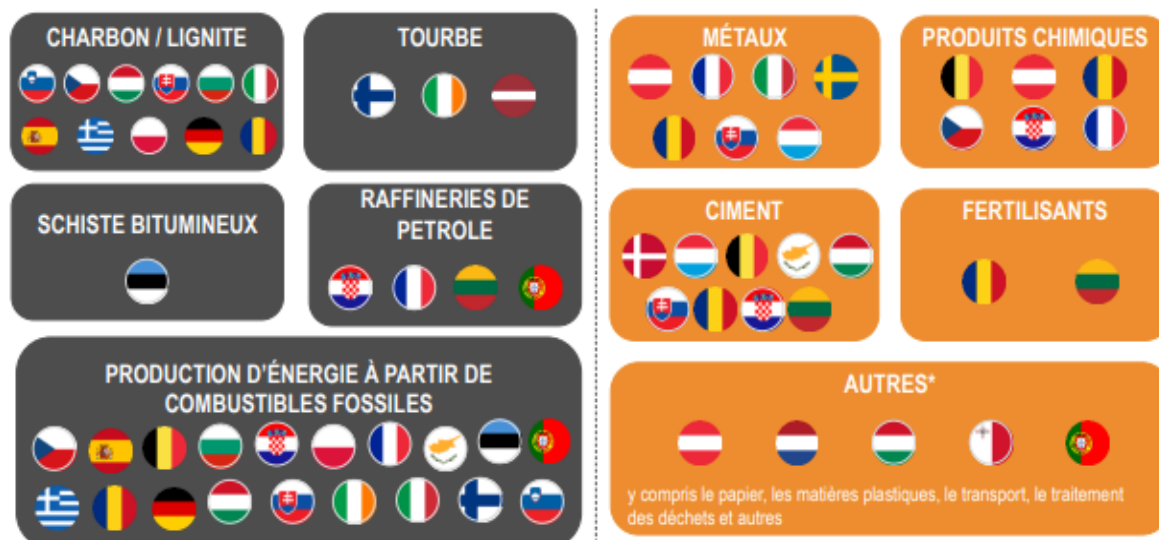 CHARBON / LIGNITE
TOURBE
SCHISTE BITUMINEUX
RAFFINERIES DE
PETROLE
PRODUCTION D'ÉNERGIE À PARTIR DE
COMBUSTIBLES FOSSILES
MÉTAUX
PRODUITS CHIMIQUES
CIMENT
FERTILISANTS
AUTRES*
y compris le papier, les matières plastiques, le transport, le traitement
des déchets et autres